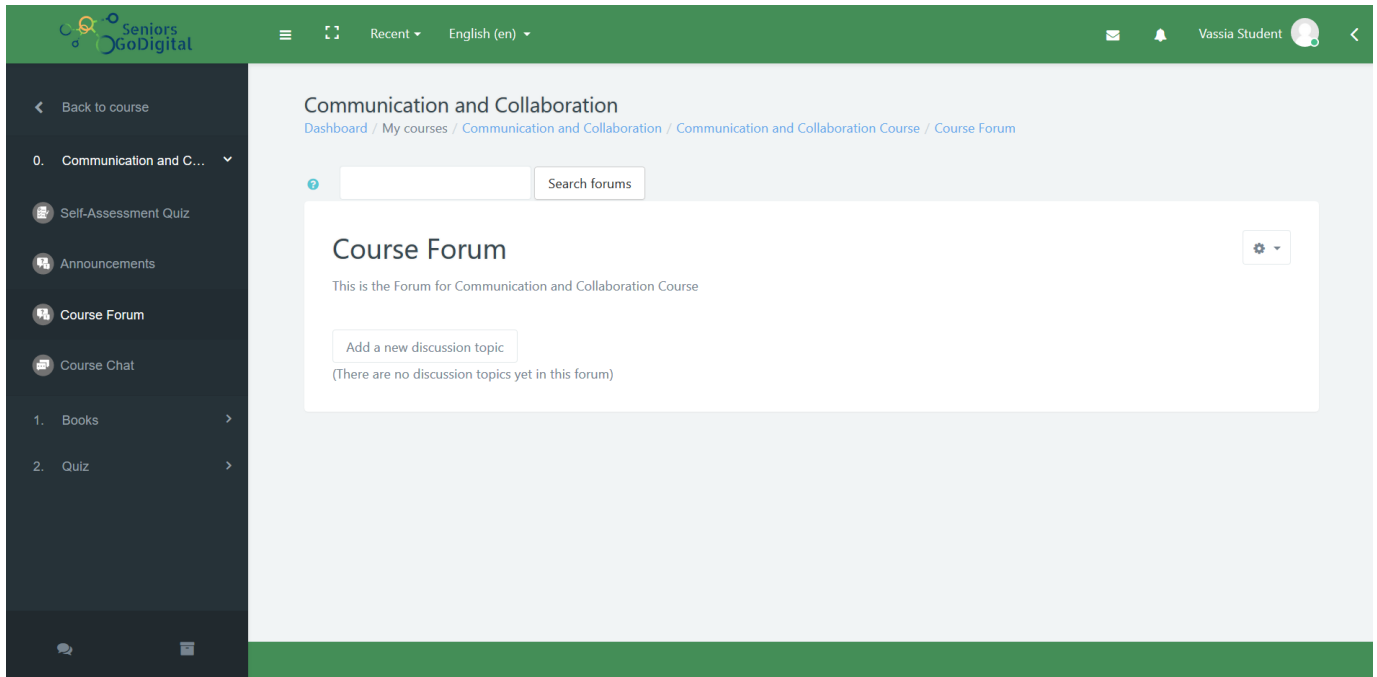 Seniors
GoDigital
Recent
English (en)
Vassia Student
Back to course
0. Communication and C...
Self-Assessment Quiz
Announcements
Course Forum
Course Chat
1. Books
2. Quiz
Communication and Collaboration
Dashboard / My courses / Communication and Collaboration / Communication and Collaboration Course / Course Forum
Search forums
Course Forum
This is the Forum for Communication and Collaboration Course
Add a new discussion topic
(There are no discussion topics yet in this forum)